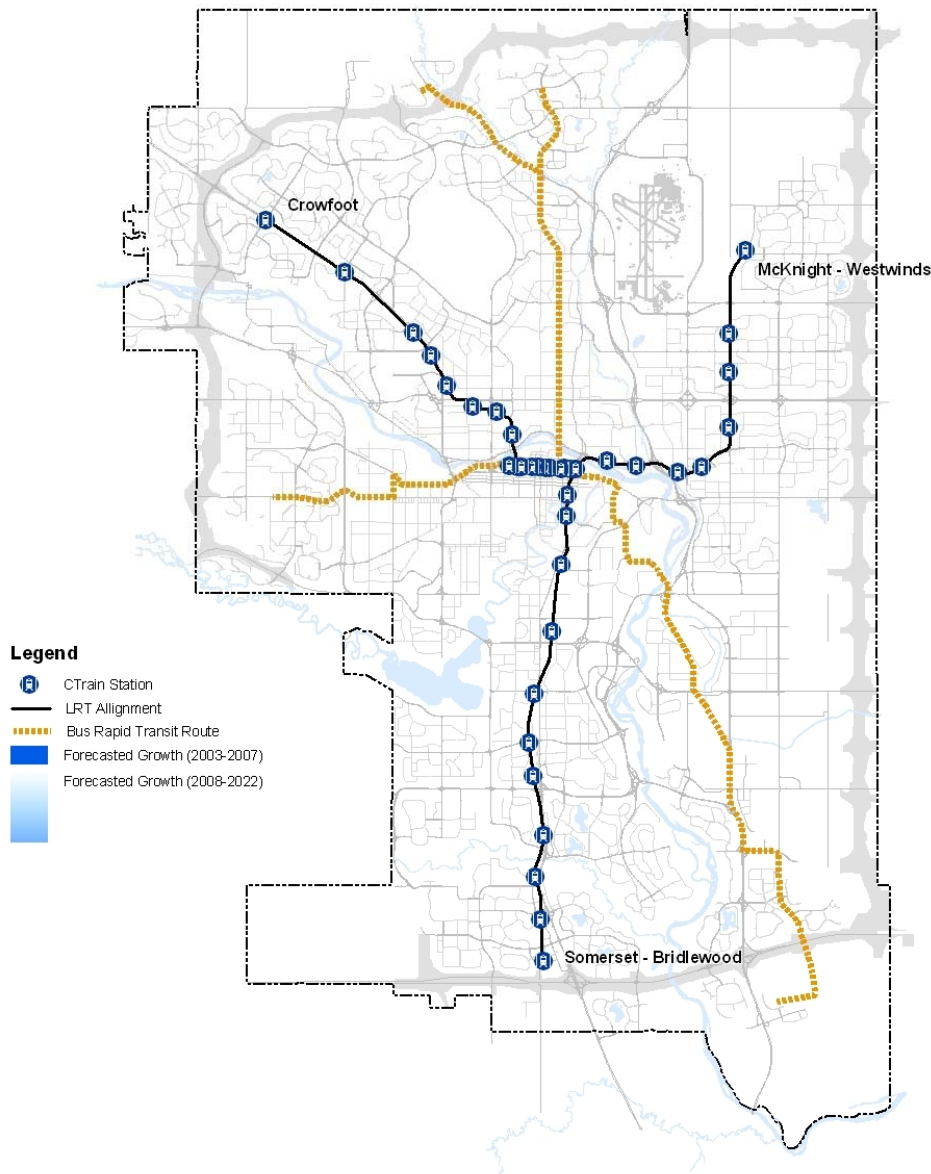 Crowfoot
McKnight - Westwinds
Legend
CTrain Station
LRT Allignment
Bus Rapid Transit Route
Forecasted Growth (2003-2007)
Forecasted Growth (2008-2022)
Somerset - Bridlewood